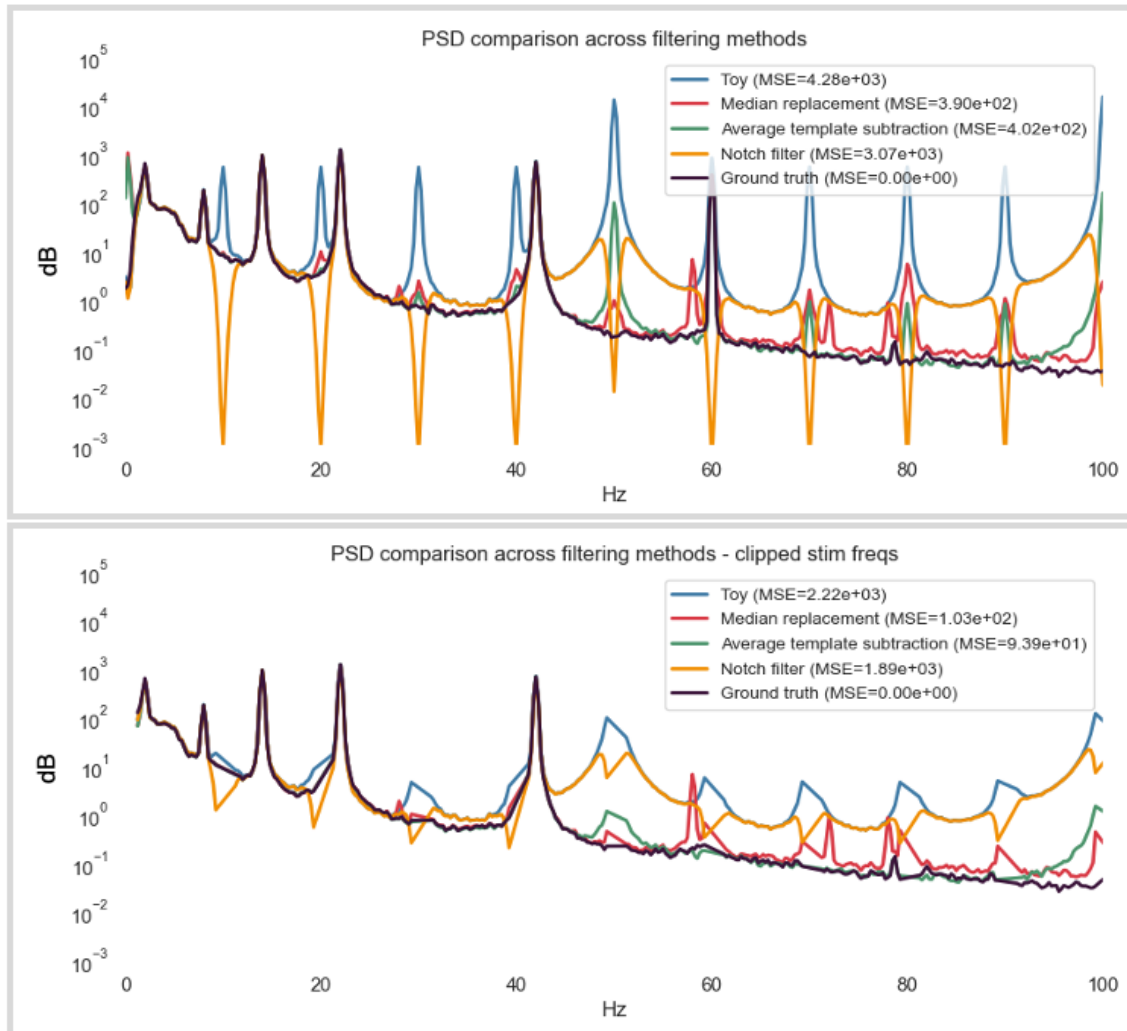 PSD comparison across filtering methods
10^5
10^4
10^3
10^2
10^1
10^0
10^−1
10^−2
10^−3
dB
Toy (MSE=4.28e+03)
Median replacement (MSE=3.90e+02)
Average template subtraction (MSE=4.02e+02)
Notch filter (MSE=3.07e+03)
Ground truth (MSE=0.00e+00)
0 20 40 60 80 100
Hz
PSD comparison across filtering methods - clipped stim freqs
10^5
10^4
10^3
10^2
10^1
10^0
10^−1
10^−2
10^−3
dB
Toy (MSE=2.22e+03)
Median replacement (MSE=1.03e+02)
Average template subtraction (MSE=9.39e+01)
Notch filter (MSE=1.89e+03)
Ground truth (MSE=0.00e+00)
0 20 40 60 80 100
Hz